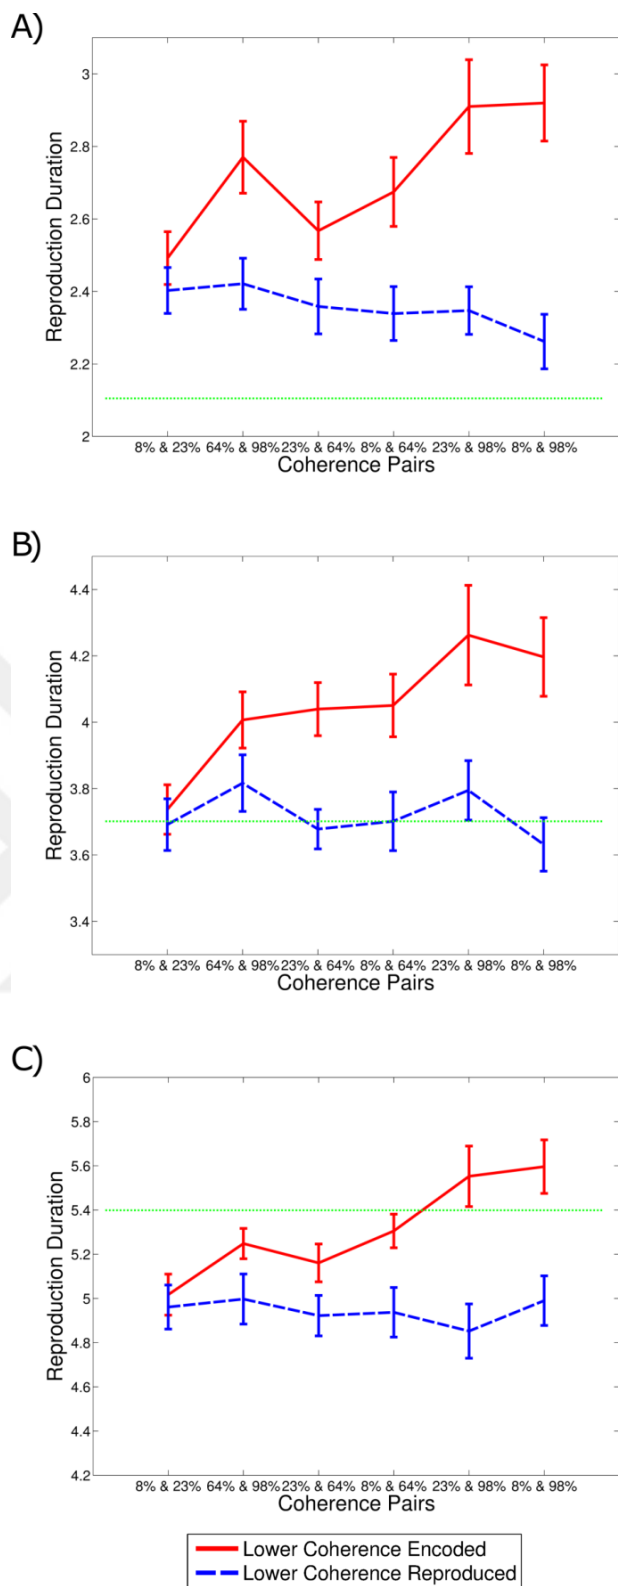 A)
Reproduction Duration
3
2.8
2.6
2.4
2.2
2
8% & 23% 64% & 98% 23% & 64% 8% & 64% 23% & 98% 8% & 98%
Coherence Pairs
B)
Reproduction Duration
4.4
4.2
4
3.8
3.6
3.4
8% & 23% 64% & 98% 23% & 64% 8% & 64% 23% & 98% 8% & 98%
Coherence Pairs
C)
Reproduction Duration
6
5.8
5.6
5.4
5.2
5
4.8
4.6
4.4
4.2
8% & 23% 64% & 98% 23% & 64% 8% & 64% 23% & 98% 8% & 98%
Coherence Pairs
Lower Coherence Encoded
Lower Coherence Reproduced